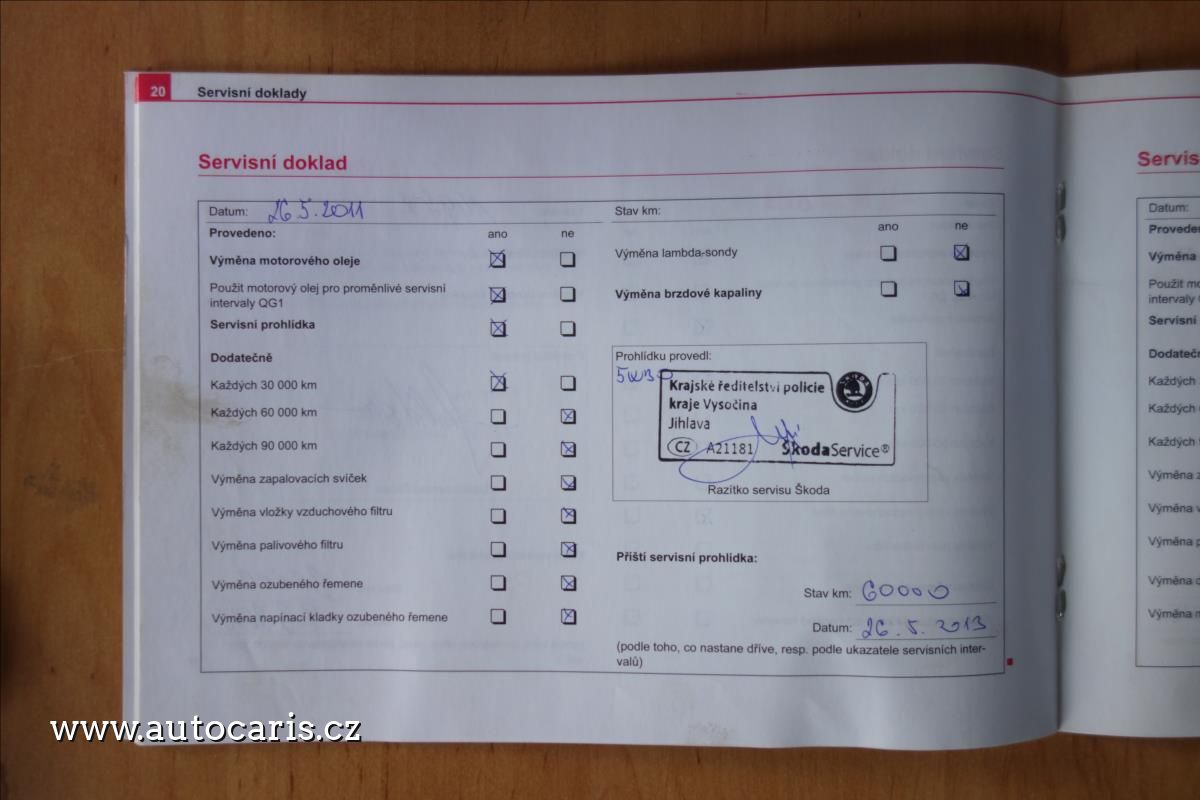 20 Servisní doklady
Servisní doklad
Datum: 26.5.2011
Provedeno: ano ne
Výměna motorového oleje
Použit motorový olej pro proměnlivé servisní
intervaly QG1
Servisní prohlídka
Dodatečně
Každých 30 000 km
Každých 60 000 km
Každých 90 000 km
Výměna zapalovacích svíček
Výměna vložky vzduchového filtru
Výměna palivového filtru
Výměna ozubeného řemene
Výměna napínací kladky ozubeného řemene
Stav km:
ano ne
Výměna lambda-sondy
Výměna brzdové kapaliny
Prohlídku provedl:
Krajské ředitelství policie
kraje Vysočina
Jihlava
CZ A21181 ŠkodaService®
Razítko servisu Škoda
Příští servisní prohlídka:
Stav km: 60000
Datum: 26.5.2013
(podle toho, co nastane dříve, resp. podle ukazatele servisních inter-
valů)
Servis
Datum:
Provede
Výměna
Použit mo
intervaly
Servisní
Dodateč
Každých
Každých
Každých
Výměna
Výměna
Výměna
Výměna
Výměna
www.autocaris.cz